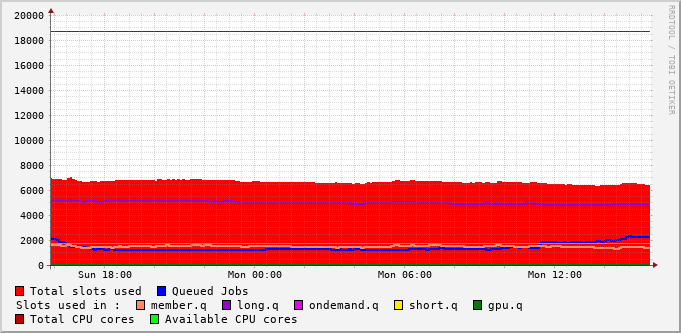 20000
18000
16000
14000
12000
10000
8000
6000
4000
2000
0
Sun 18:00 Mon 00:00 Mon 06:00 Mon 12:00
RRDTOOL / TOBI OETIKER
Total slots used Queued Jobs
Slots used in : member.q long.q ondemand.q short.q gpu.q
Total CPU cores Available CPU cores